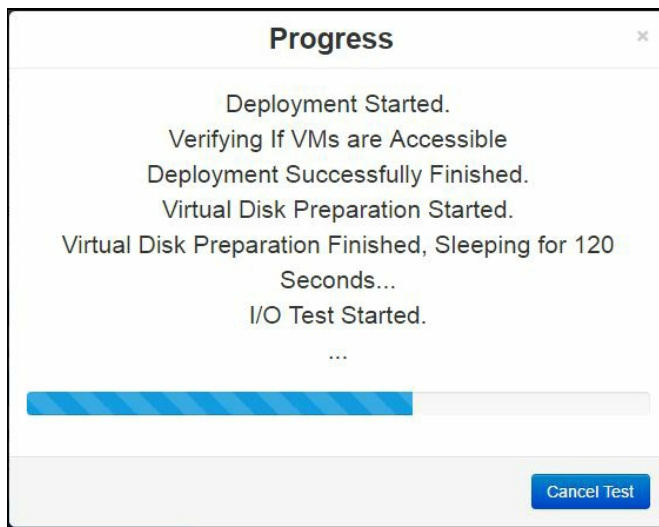 Progress
×
Deployment Started.
Verifying If VMs are Accessible
Deployment Successfully Finished.
Virtual Disk Preparation Started.
Virtual Disk Preparation Finished, Sleeping for 120
Seconds...
I/O Test Started.
...
Cancel Test